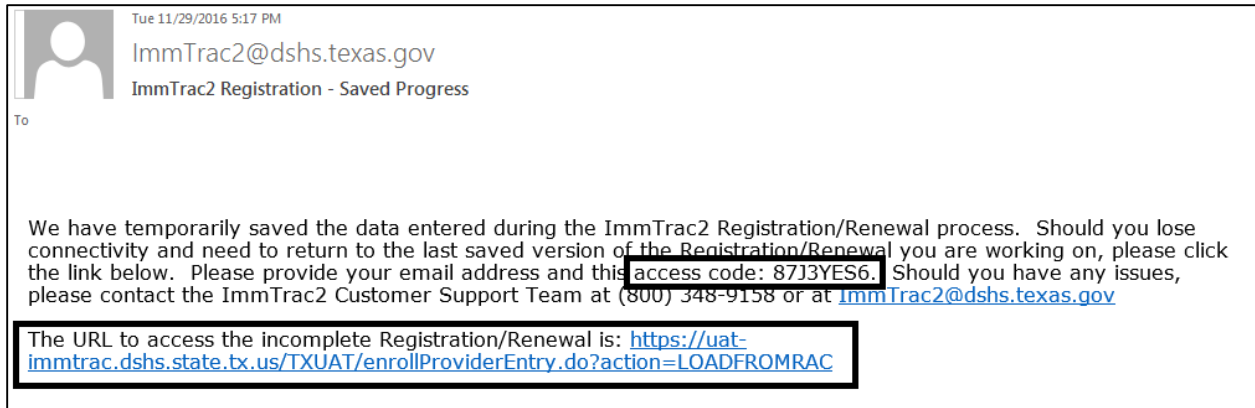 Tue 11/29/2016 5:17 PM
ImmTrac2@dshs.texas.gov
ImmTrac2 Registration - Saved Progress
To
We have temporarily saved the data entered during the ImmTrac2 Registration/Renewal process.  Should you lose
connectivity and need to return to the last saved version of the Registration/Renewal you are working on, please click
the link below.  Please provide your email address and this access code: 87J3YES6.  Should you have any issues,
please contact the ImmTrac2 Customer Support Team at (800) 348-9158 or at ImmTrac2@dshs.texas.gov
The URL to access the incomplete Registration/Renewal is: https://uat-
immtrac.dshs.state.tx.us/TXUAT/enrollProviderEntry.do?action=LOADFROMRAC